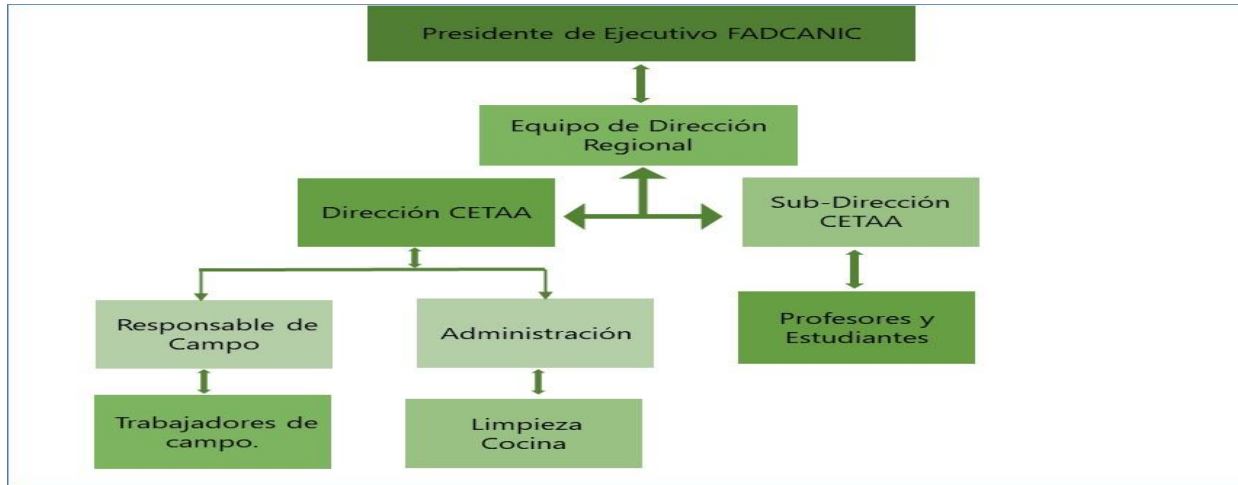 Presidente de Ejecutivo FADCANIC
Equipo de Dirección
Regional
Dirección CETAA
Sub-Dirección
CETAA
Responsable de
Campo
Administración
Profesores y
Estudiantes
Trabajadores de
campo.
Limpieza
Cocina